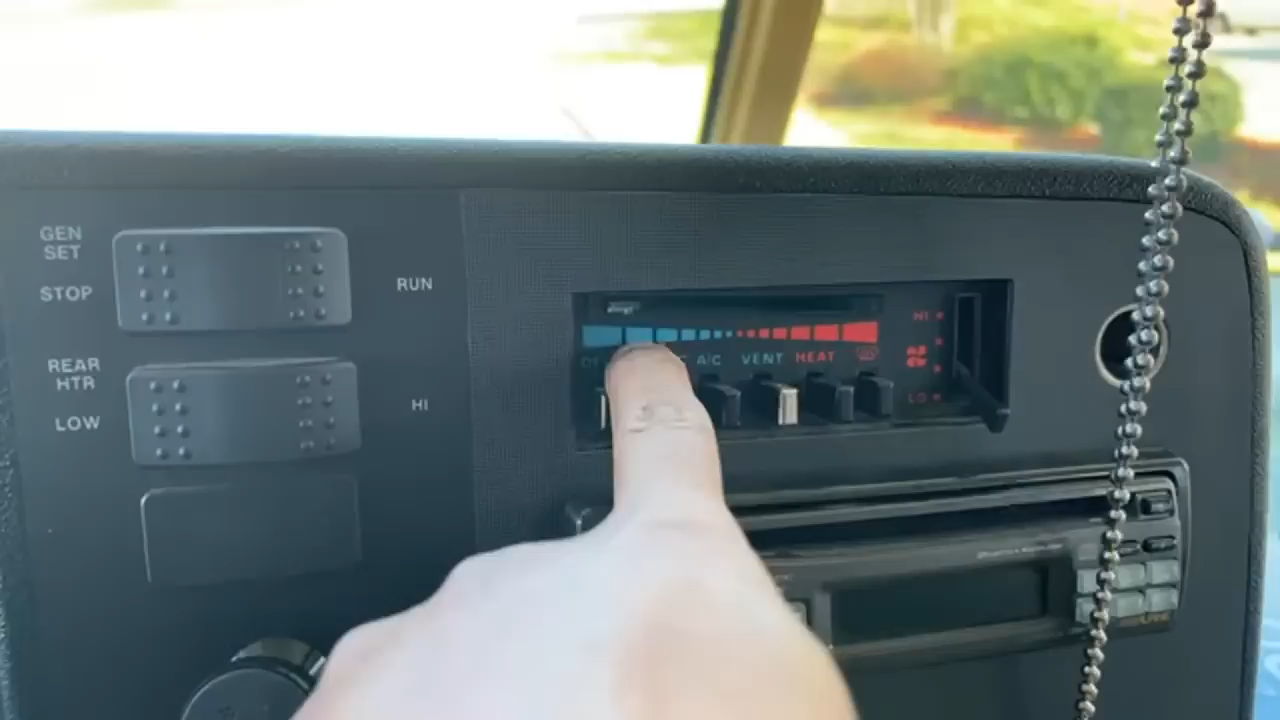 GEN
SET
STOP
RUN
REAR
HTR
LOW
HI
A/C VENT HEAT
HI
LO